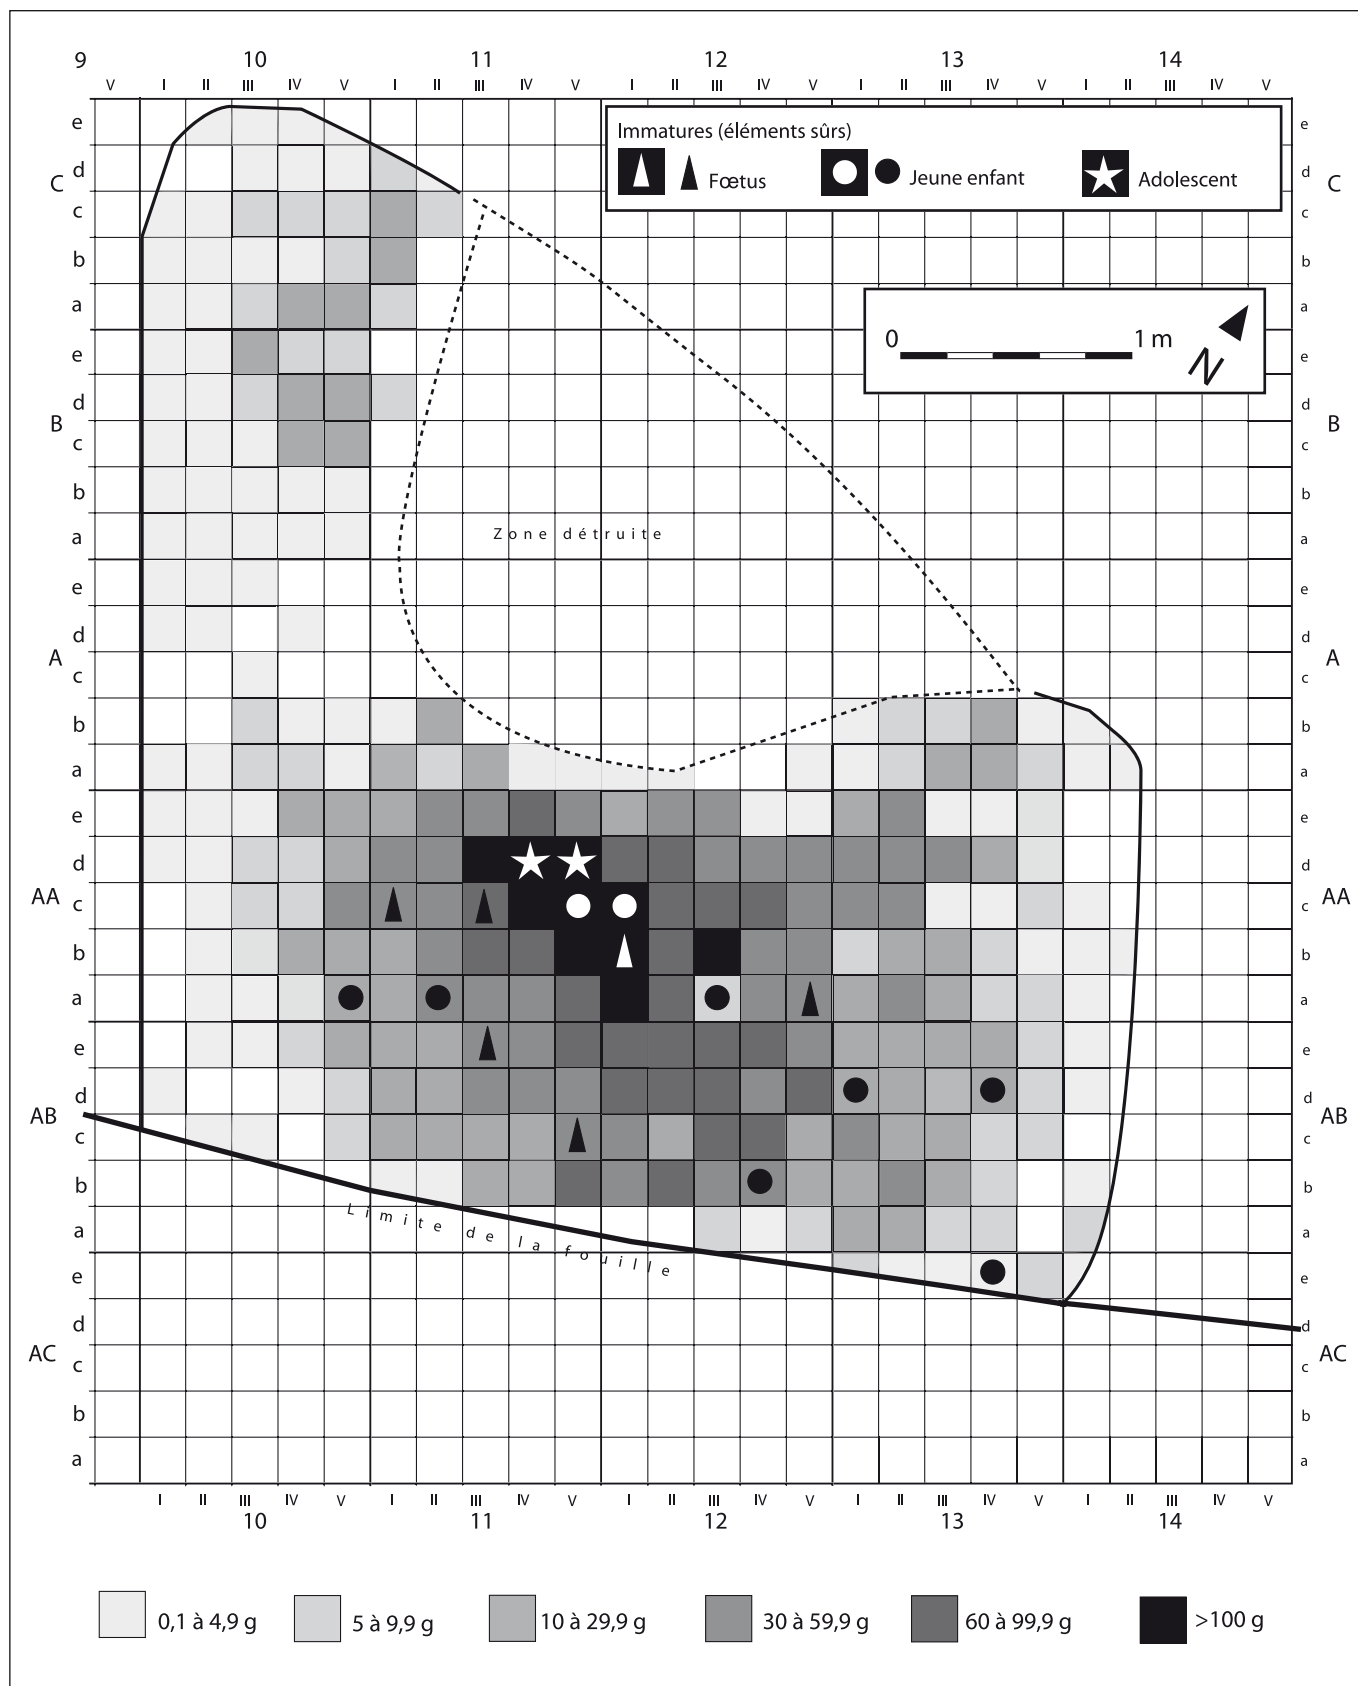 9 10 11 12 13 14
V I II III IV V I II III IV V I II III IV V I II III IV V I II III IV V
e e
Immatures (éléments sûrs)
C d Fœtus Jeune enfant Adolescent d C
c c
b b
a a
0 1 m
e e
N
B d d B
c c
b b
a Zone détruite a
e e
A d d A
c c
b b
a a
e e
d d
AA c c AA
b b
a a
e e
AB d d AB
c c
b b
a Limite de la fouille a
e e
d d
AC c c AC
b b
a a
I II III IV V I II III IV V I II III IV V I II III IV V I II III IV V
10 11 12 13 14
0,1 à 4,9 g 5 à 9,9 g 10 à 29,9 g 30 à 59,9 g 60 à 99,9 g >100 g